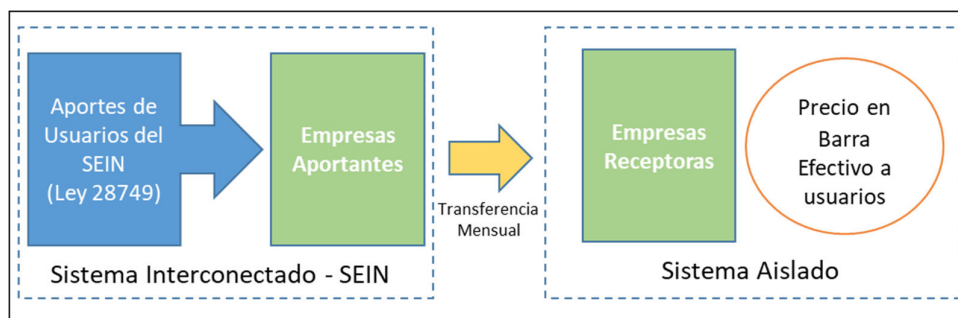 Aportes de
Usuarios del
SEIN
(Ley 28749)
Empresas
Aportantes
Sistema Interconectado - SEIN
Transferencia
Mensual
Empresas
Receptoras
Precio en
Barra
Efectivo a
usuarios
Sistema Aislado